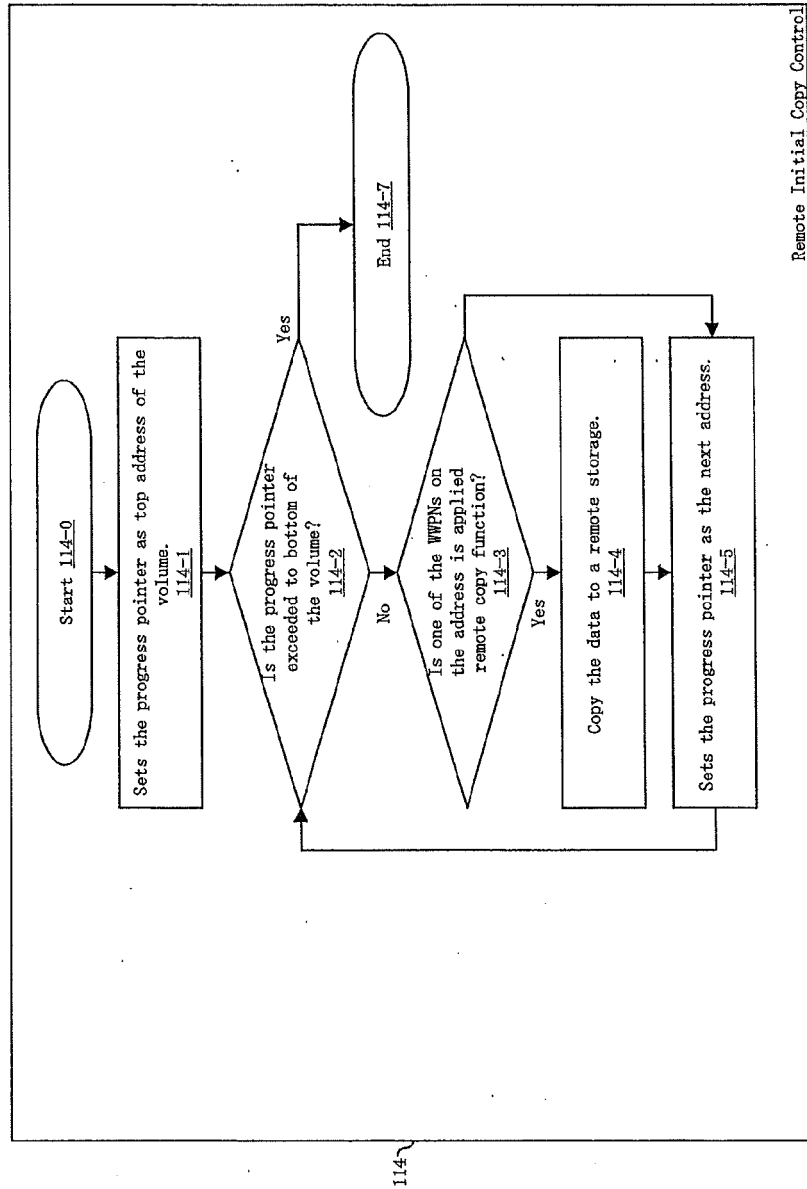 Start 114-0
Sets the progress pointer as top address of the
volume.
114-1
Is the progress pointer
exceeded to bottom of
the volume?
114-2
Yes
End 114-7
No
Is one of the WWPNs on
the address is applied
remote copy function?
114-3
Yes
Copy the data to a remote storage.
114-4
Sets the progress pointer as the next address.
114-5
114
Remote Initial Copy Control